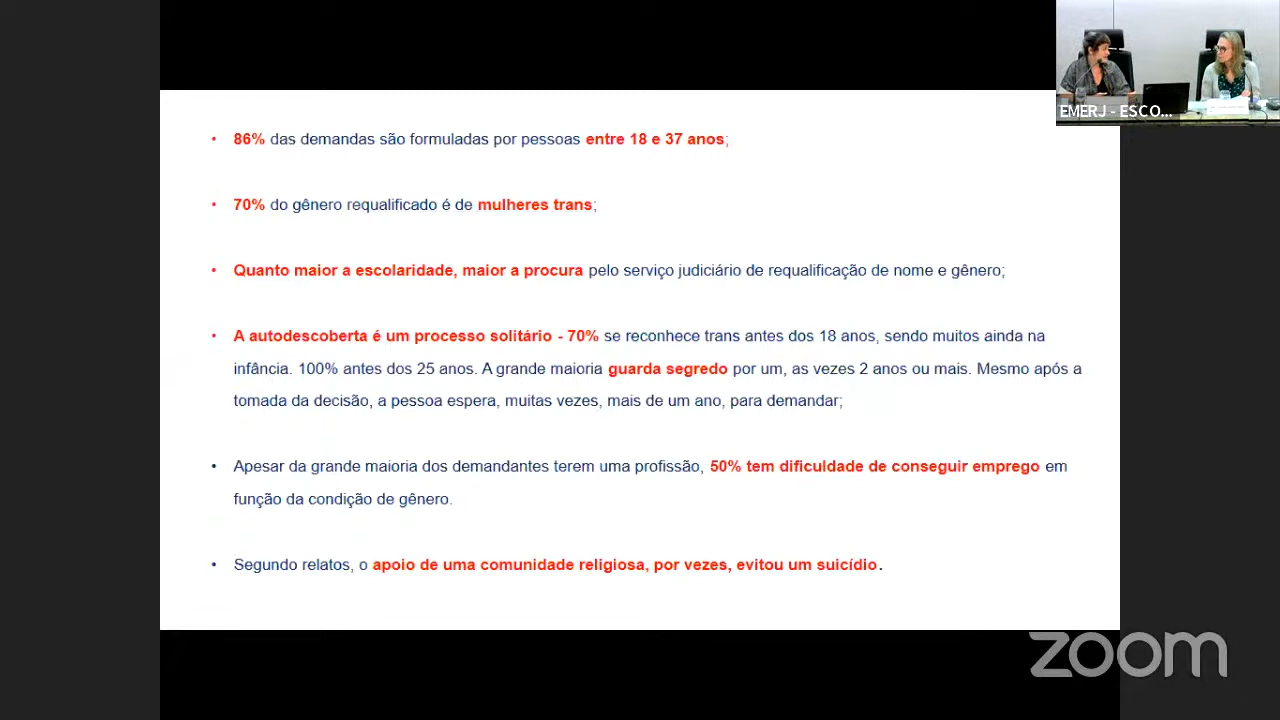 EMERJ - ESCO...
• 86% das demandas são formuladas por pessoas entre 18 e 37 anos;
• 70% do gênero requalificado é de mulheres trans;
• Quanto maior a escolaridade, maior a procura pelo serviço judiciário de requalificação de nome e gênero;
• A autodescoberta é um processo solitário - 70% se reconhece trans antes dos 18 anos, sendo muitos ainda na
infância. 100% antes dos 25 anos. A grande maioria guarda segredo por um, as vezes 2 anos ou mais. Mesmo após a
tomada da decisão, a pessoa espera, muitas vezes, mais de um ano, para demandar;
• Apesar da grande maioria dos demandantes terem uma profissão, 50% tem dificuldade de conseguir emprego em
função da condição de gênero.
• Segundo relatos, o apoio de uma comunidade religiosa, por vezes, evitou um suicídio.
zoom